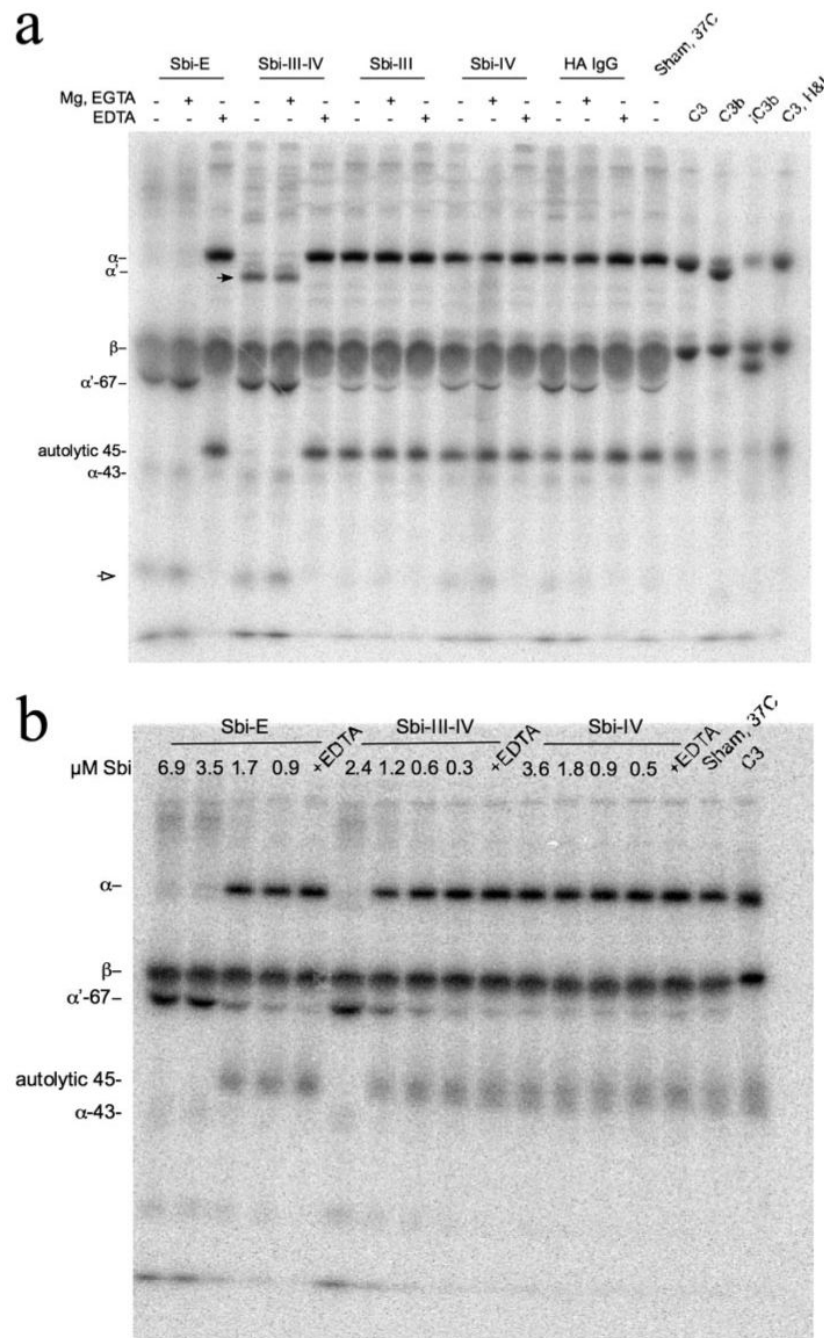 a
Sbi-E Sbi-III-IV Sbi-III Sbi-IV HA IgG Sham, 37C C3 C3b iC3b C3, H&I
Mg, EGTA - + - - + - - + - - + - - + - -
EDTA - - + - - + - - + - - + - - + -
α-
α'-
β-
α'-67-
autolytic 45-
α-43-
b
Sbi-E +EDTA Sbi-III-IV +EDTA Sbi-IV +EDTA Sham, 37C C3
µM Sbi 6.9 3.5 1.7 0.9 2.4 1.2 0.6 0.3 3.6 1.8 0.9 0.5
α-
β-
α'-67-
autolytic 45-
α-43-